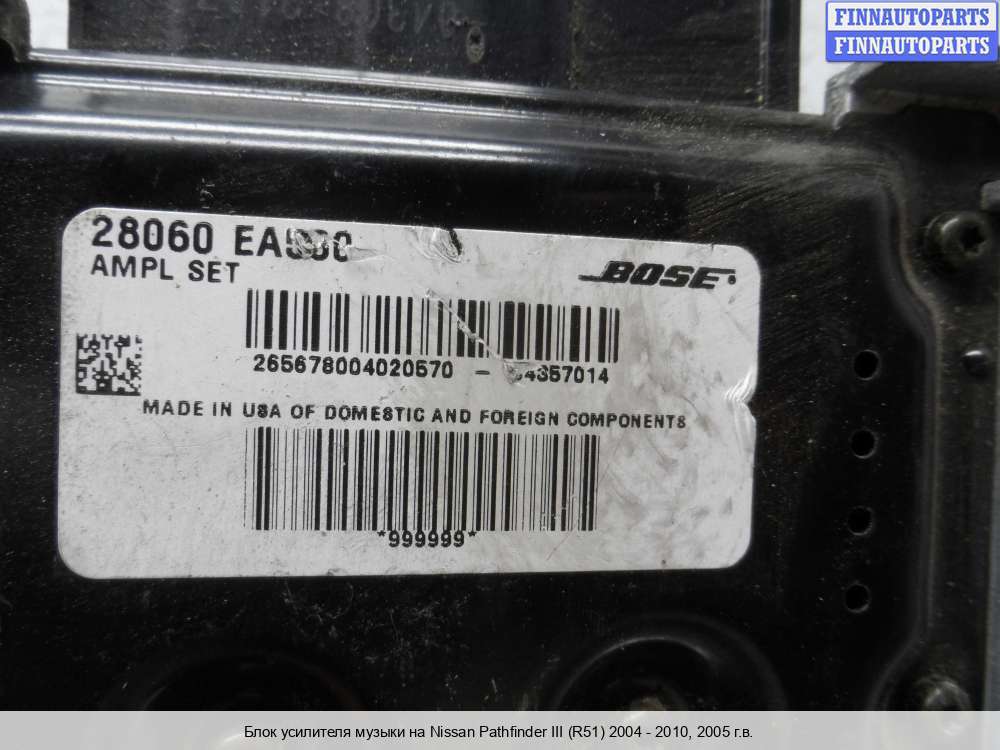 FINNAUTOPARTS
FINNAUTOPARTS
28060
AMPL SET
BOSE
265678004020570 -
MADE IN USA OF DOMESTIC AND FOREIGN COMPONENTS
*999999*
Блок усилителя музыки на Nissan Pathfinder III (R51) 2004 - 2010, 2005 г.в.